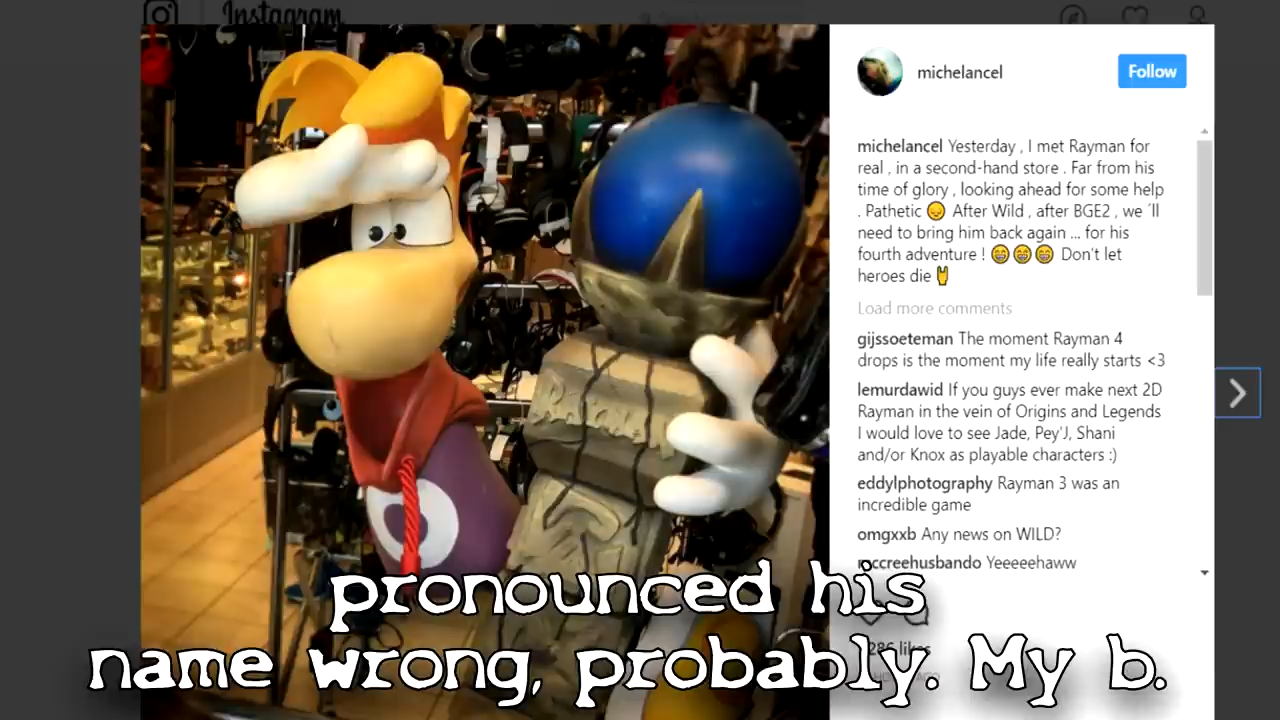 Instagram
michelancel
Follow
michelancel Yesterday , I met Rayman for
real , in a second-hand store . Far from his
time of glory , looking ahead for some help
. Pathetic 😔 After Wild , after BGE2 , we ´ll
need to bring him back again ... for his
fourth adventure ! 😁😁😁 Don't let
heroes die 🤘
Load more comments
gijssoeteman The moment Rayman 4
drops is the moment my life really starts <3
lemurdawid If you guys ever make next 2D
Rayman in the vein of Origins and Legends
I would love to see Jade, Pey'J, Shani
and/or Knox as playable characters :)
eddylphotography Rayman 3 was an
incredible game
omgxxb Any news on WILD?
mccreehusbando Yeeeeehaww
likes
pronounced his
name wrong, probably. My b.